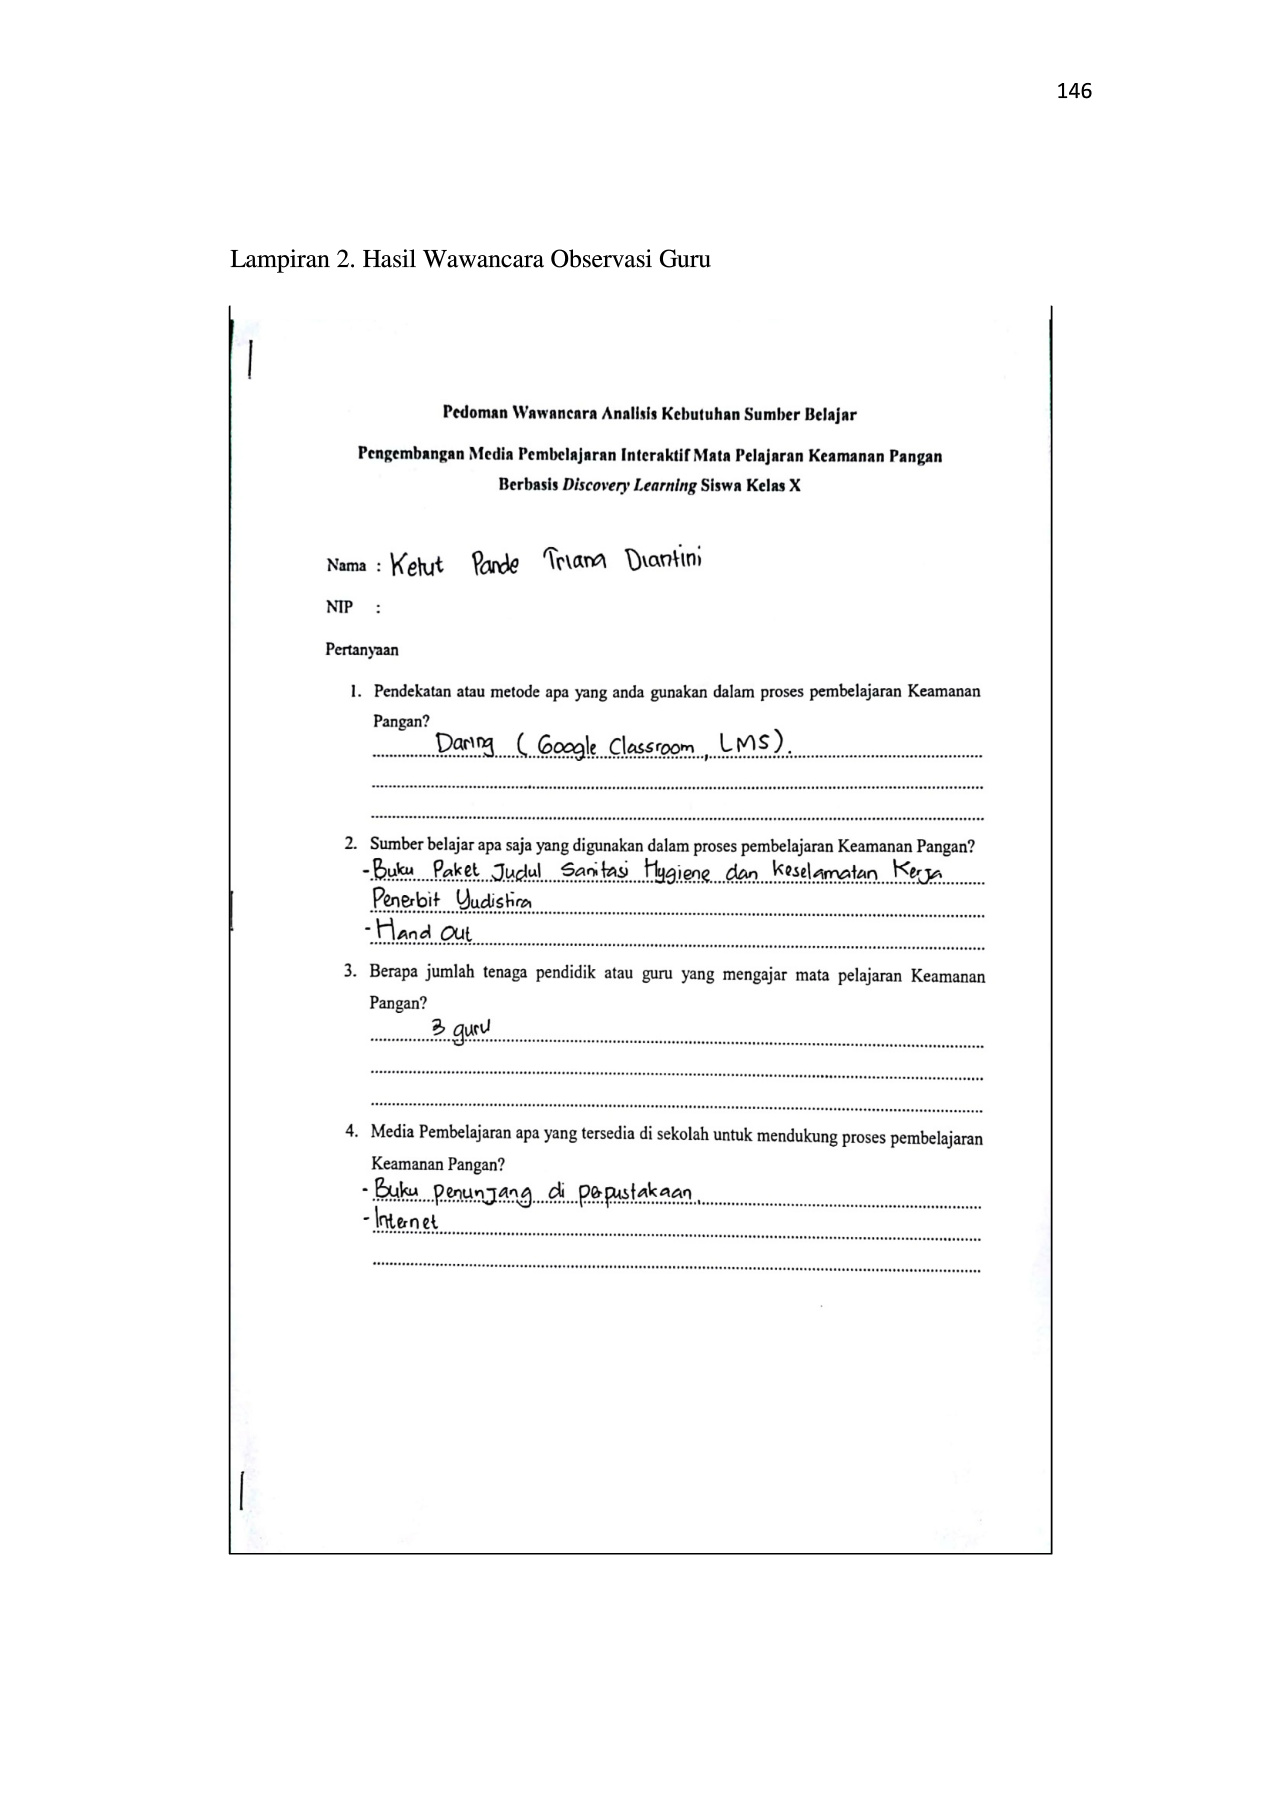 146
Lampiran 2. Hasil Wawancara Observasi Guru
Pedoman Wawancara Analisis Kebutuhan Sumber Belajar
Pengembangan Media Pembelajaran Interaktif Mata Pelajaran Keamanan Pangan
Berbasis Discovery Learning Siswa Kelas X
Nama : Ketut Pande Triana Diantini
NIP :
Pertanyaan
1. Pendekatan atau metode apa yang anda gunakan dalam proses pembelajaran Keamanan
Pangan?
Daring ( Google Classroom, LMS).
2. Sumber belajar apa saja yang digunakan dalam proses pembelajaran Keamanan Pangan?
- Buku Paket Judul Sanitasi Hygiene dan Keselamatan Kerja
Penerbit Yudistira
- Hand Out
3. Berapa jumlah tenaga pendidik atau guru yang mengajar mata pelajaran Keamanan
Pangan?
3 guru
4. Media Pembelajaran apa yang tersedia di sekolah untuk mendukung proses pembelajaran
Keamanan Pangan?
- Buku penunjang di perpustakaan.
- Internet